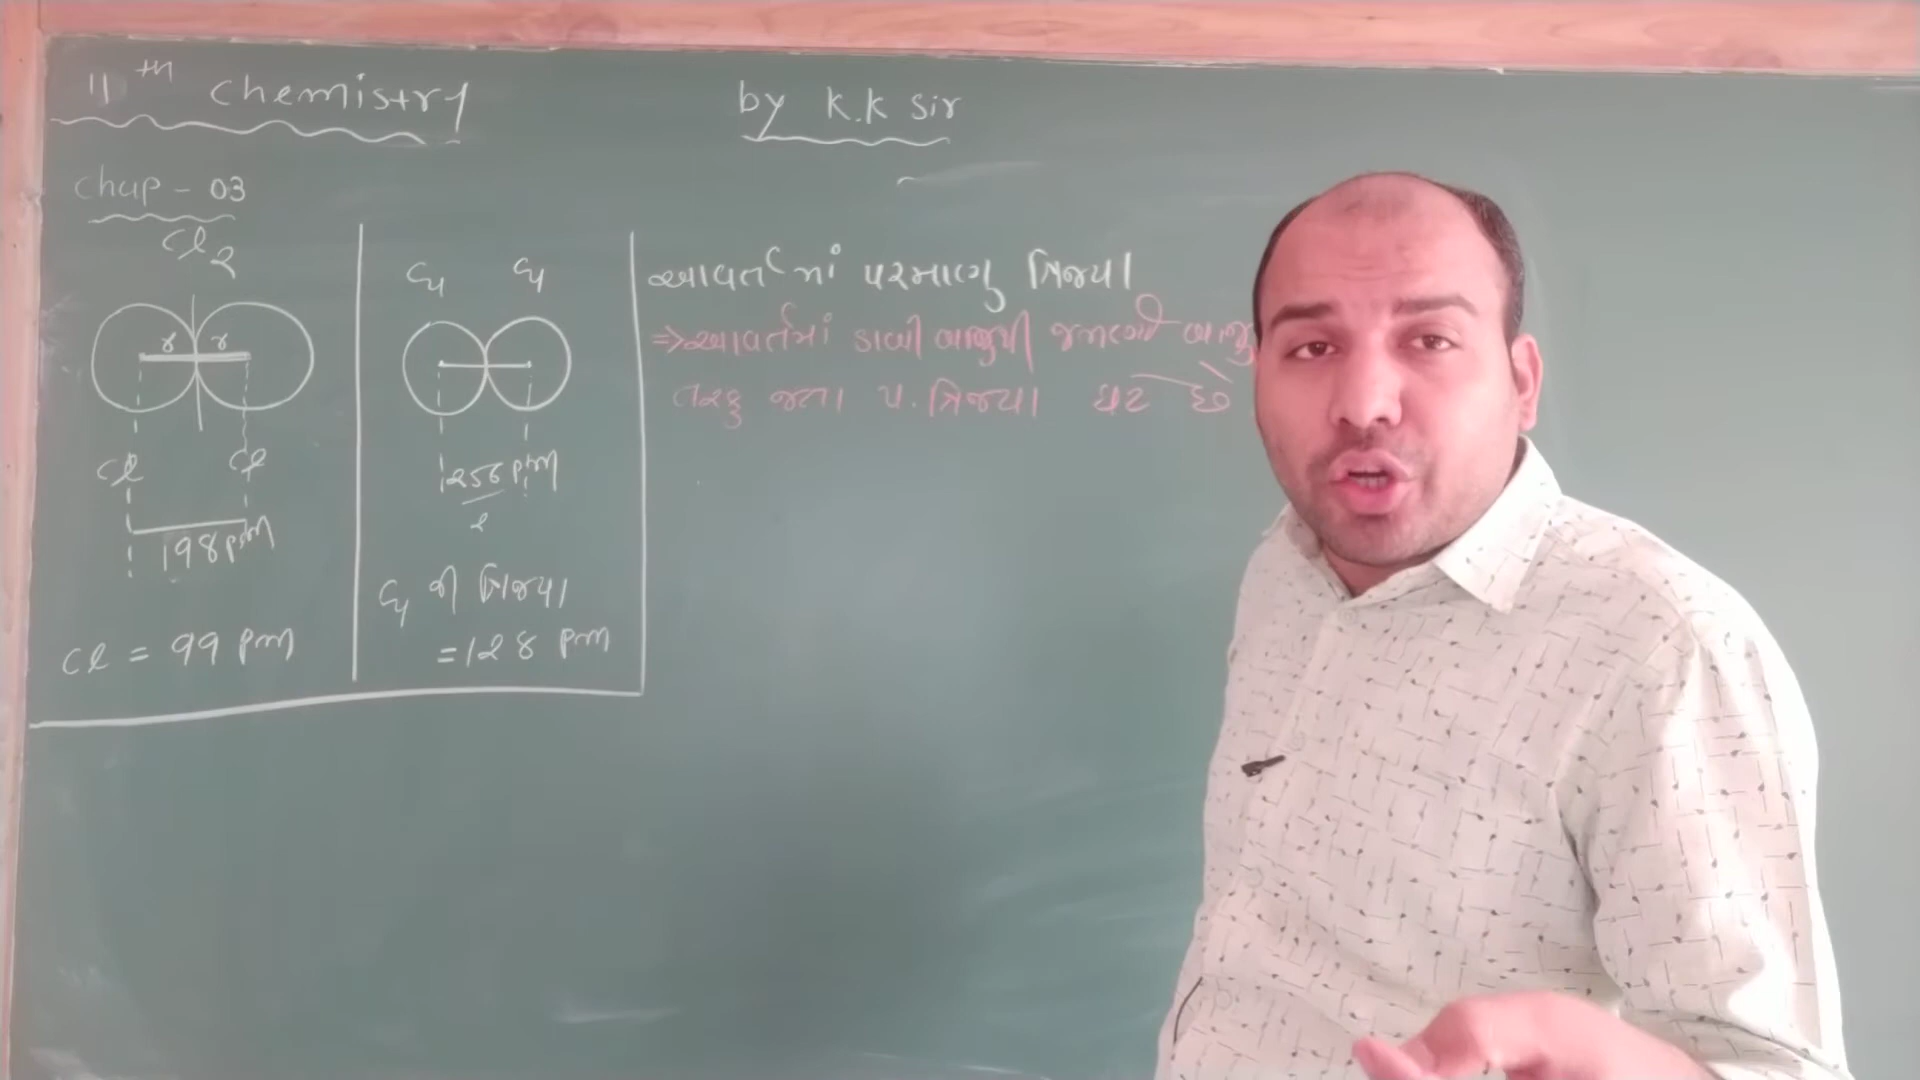 11th chemistry
by K.K Sir
Chap - 03
Cl2
r r
Cl Cl
198 pm
Cl = 99 pm
Cu Cu
256 pm
2
Cu ની ત્રિજ્યા
= 128 pm
આવર્તમાં પરમાણુ ત્રિજ્યા
⇒ આવર્તમાં ડાબી બાજુથી જમણી બાજુ
તરફ જતા પ. ત્રિજ્યા ઘટે છે